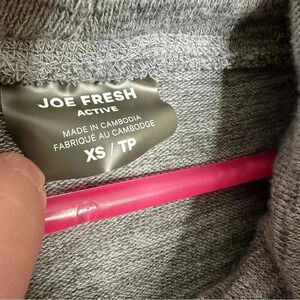 JOE FRESH
ACTIVE
MADE IN CAMBODIA
FABRIQUÉ AU CAMBODGE
XS / TP